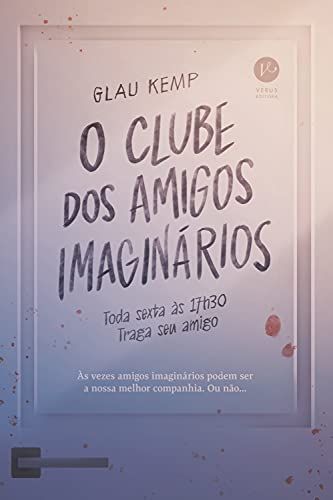 GLAU KEMP
VERUS
EDITORA
O CLUBE
DOS AMIGOS
IMAGINÁRIOS
Toda sexta às 17h30
Traga seu amigo
Às vezes amigos imaginários podem ser
a nossa melhor companhia. Ou não...